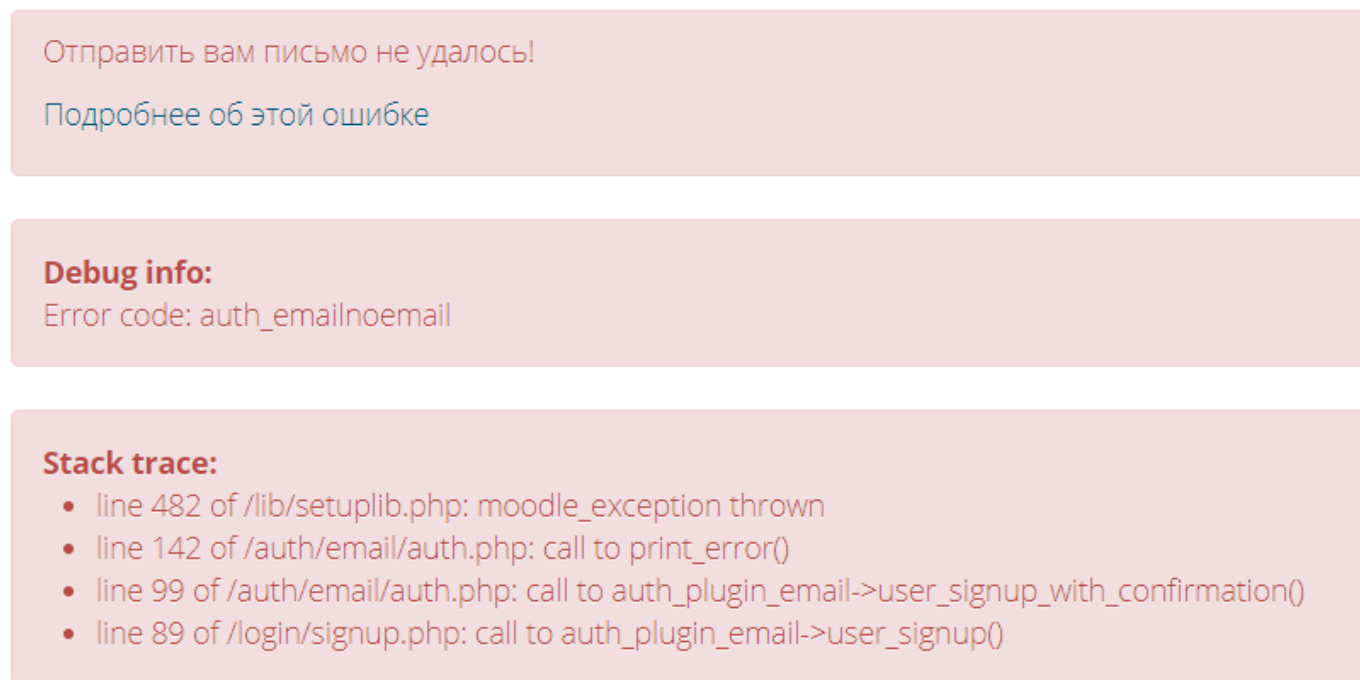 Отправить вам письмо не удалось!
Подробнее об этой ошибке
Debug info:
Error code: auth_emailnoemail
Stack trace:
• line 482 of /lib/setuplib.php: moodle_exception thrown
• line 142 of /auth/email/auth.php: call to print_error()
• line 99 of /auth/email/auth.php: call to auth_plugin_email->user_signup_with_confirmation()
• line 89 of /login/signup.php: call to auth_plugin_email->user_signup()